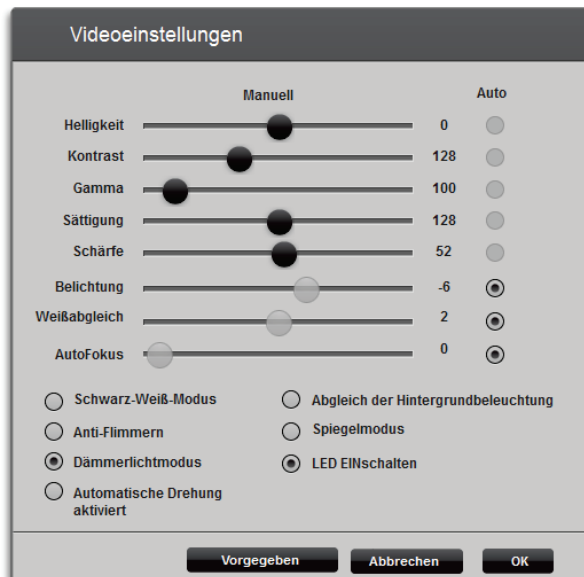 Videoeinstellungen
Manuell Auto
Helligkeit 0
Kontrast 128
Gamma 100
Sättigung 128
Schärfe 52
Belichtung -6
Weißabgleich 2
AutoFokus 0
Schwarz-Weiß-Modus Abgleich der Hintergrundbeleuchtung
Anti-Flimmern Spiegelmodus
Dämmerlichtmodus LED EINschalten
Automatische Drehung
aktiviert
Vorgegeben Abbrechen OK